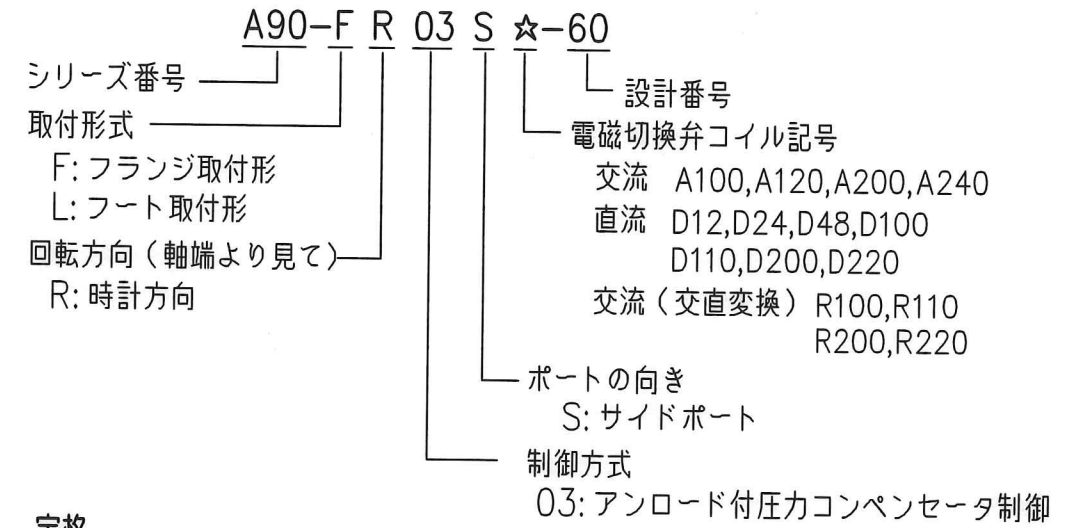 A90-F R 03 S ☆-60
シリーズ番号
設計番号
取付形式
電磁切換弁コイル記号
F: フランジ取付形
交流 A100,A120,A200,A240
L: フート取付形
直流 D12,D24,D48,D100
回転方向（軸端より見て）
D110,D200,D220
R: 時計方向
交流（交直変換）R100,R110
R200,R220
ポートの向き
S: サイドポート
制御方式
03: アンロード付圧力コンペンセータ制御